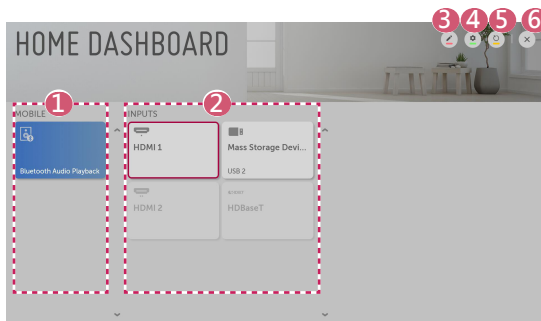 3 4 5 6
HOME DASHBOARD
1 2
MOBILE INPUTS
HDMI 1 Mass Storage Devi...
Bluetooth Audio Playback USB 2
HDMI 2 HDBaseT